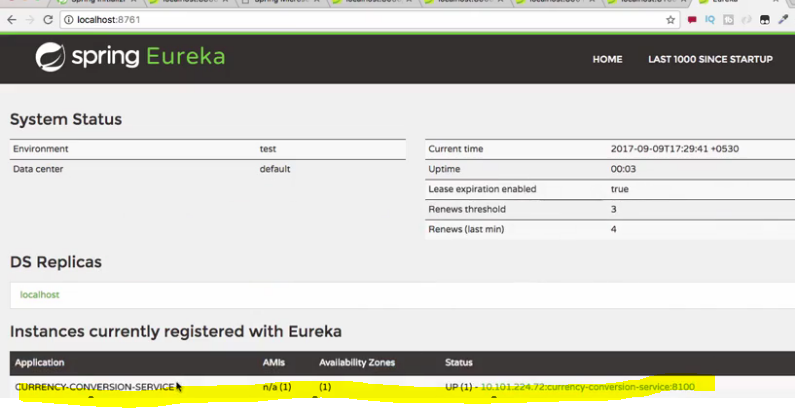 localhost:8761
spring Eureka
HOME LAST 1000 SINCE STARTUP
System Status
Environment test Current time 2017-09-09T17:29:41 +0530
Data center default Uptime 00:03
Lease expiration enabled true
Renews threshold 3
Renews (last min) 4
DS Replicas
localhost
Instances currently registered with Eureka
Application AMIs Availability Zones Status
CURRENCY-CONVERSION-SERVICE n/a (1) (1) UP (1) - 10.101.224.72:currency-conversion-service:8100